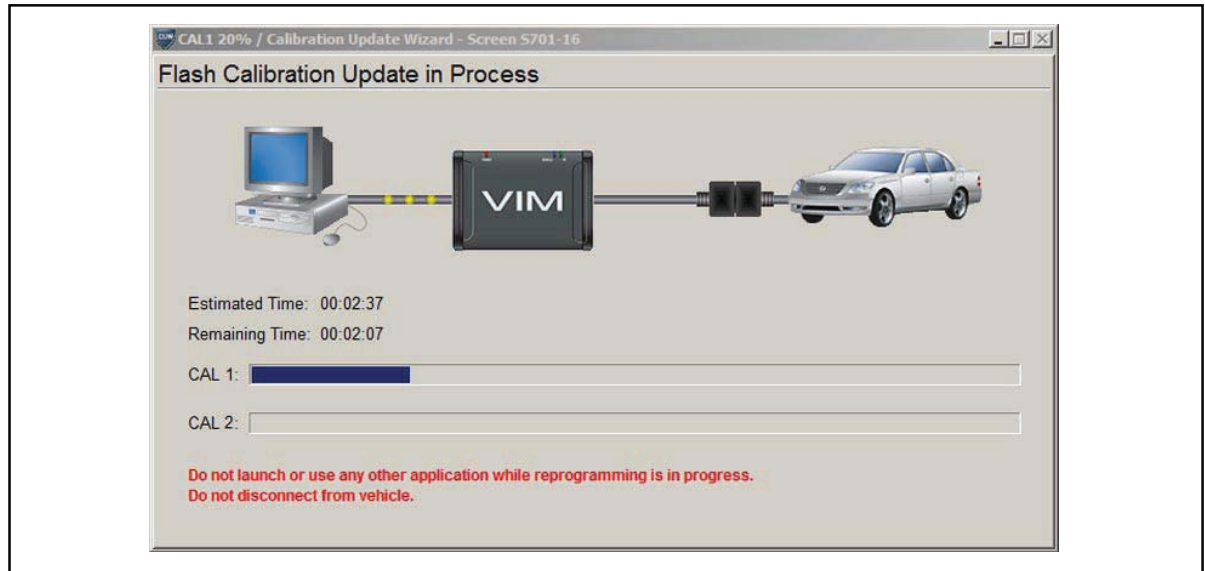 CAL1 20% / Calibration Update Wizard - Screen S701-16
Flash Calibration Update in Process
VIM
Estimated Time: 00:02:37
Remaining Time: 00:02:07
CAL 1:
CAL 2:
Do not launch or use any other application while reprogramming is in progress.
Do not disconnect from vehicle.